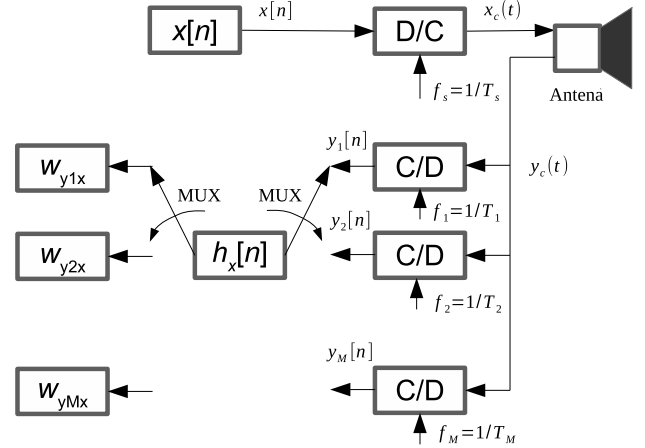 x[n]
x[n]
D/C
x_c(t)
Antena
f_s=1/T_s
y_1[n]
C/D
y_c(t)
w_y1x
MUX
MUX
f_1=1/T_1
y_2[n]
w_y2x
h_x[n]
C/D
f_2=1/T_2
y_M[n]
w_yMx
C/D
f_M=1/T_M